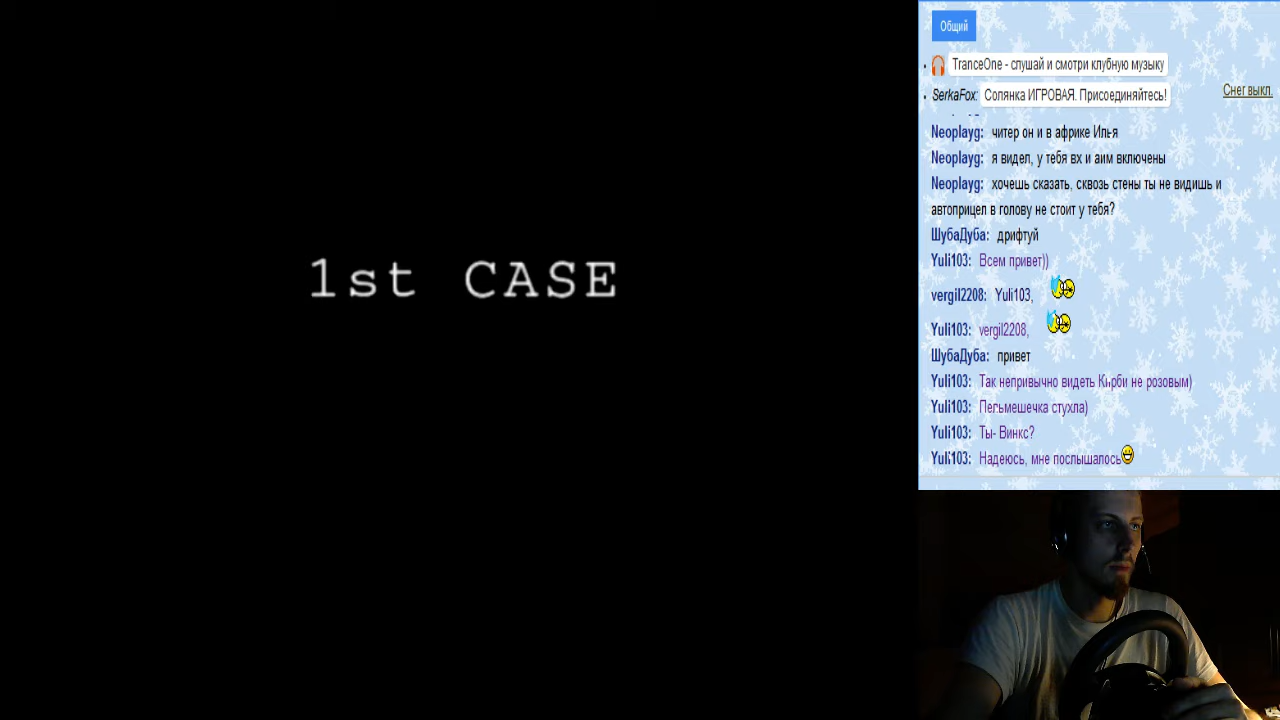 1st CASE
Общий
TranceOne - слушай и смотри клубную музыку
SerkaFox: Солянка ИГРОВАЯ. Присоединяйтесь!
Снег выкл.
Neoplayg: читер он и в африке Илья
Neoplayg: я видел, у тебя вх и аим включены
Neoplayg: хочешь сказать, сквозь стены ты не видишь и
автоприцел в голову не стоит у тебя?
ШубаДуба: дрифтуй
Yuli103: Всем привет))
vergil2208: Yuli103,
Yuli103: vergil2208,
ШубаДуба: привет
Yuli103: Так непривычно видеть Кирби не розовым)
Yuli103: Пельмешечка стухла)
Yuli103: Ты- Винкс?
Yuli103: Надеюсь, мне послышалось